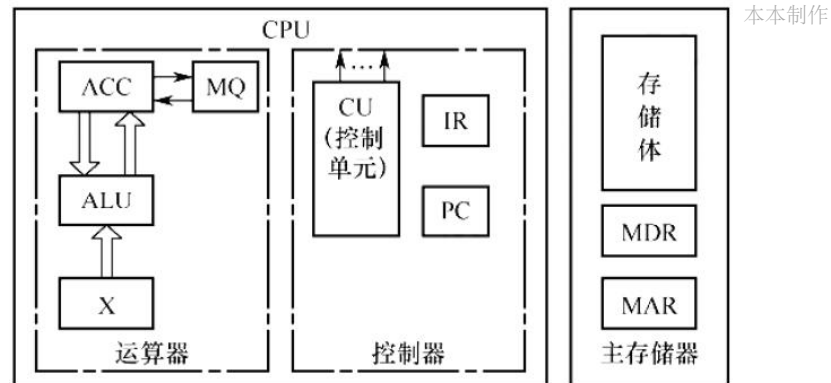 本本制作
CPU
ACC
MQ
ALU
X
运算器
CU
(控制
单元)
IR
PC
控制器
存
储
体
MDR
MAR
主存储器